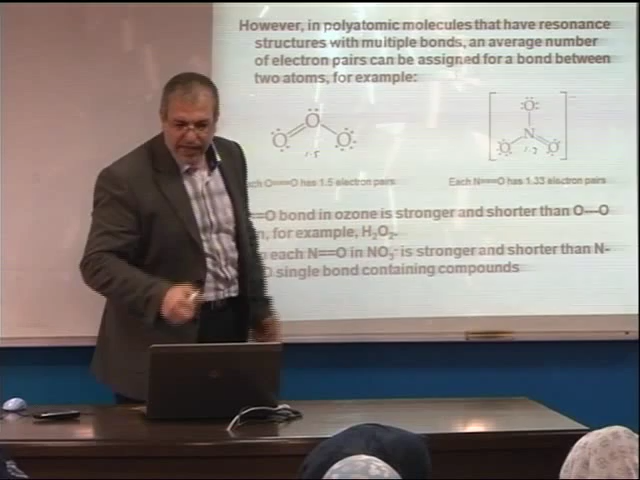 However, in polyatomic molecules that have resonance
structures with multiple bonds, an average number
of electron pairs can be assigned for a bond between
two atoms, for example:
O
O O
1.5
O
N
O O
ach O===O has 1.5 electron pairs
Each N===O has 1.33 electron pairs
==O bond in ozone is stronger and shorter than O---O
for example, H2O2.
each N==O in NO3- is stronger and shorter than N-
O single bond containing compounds